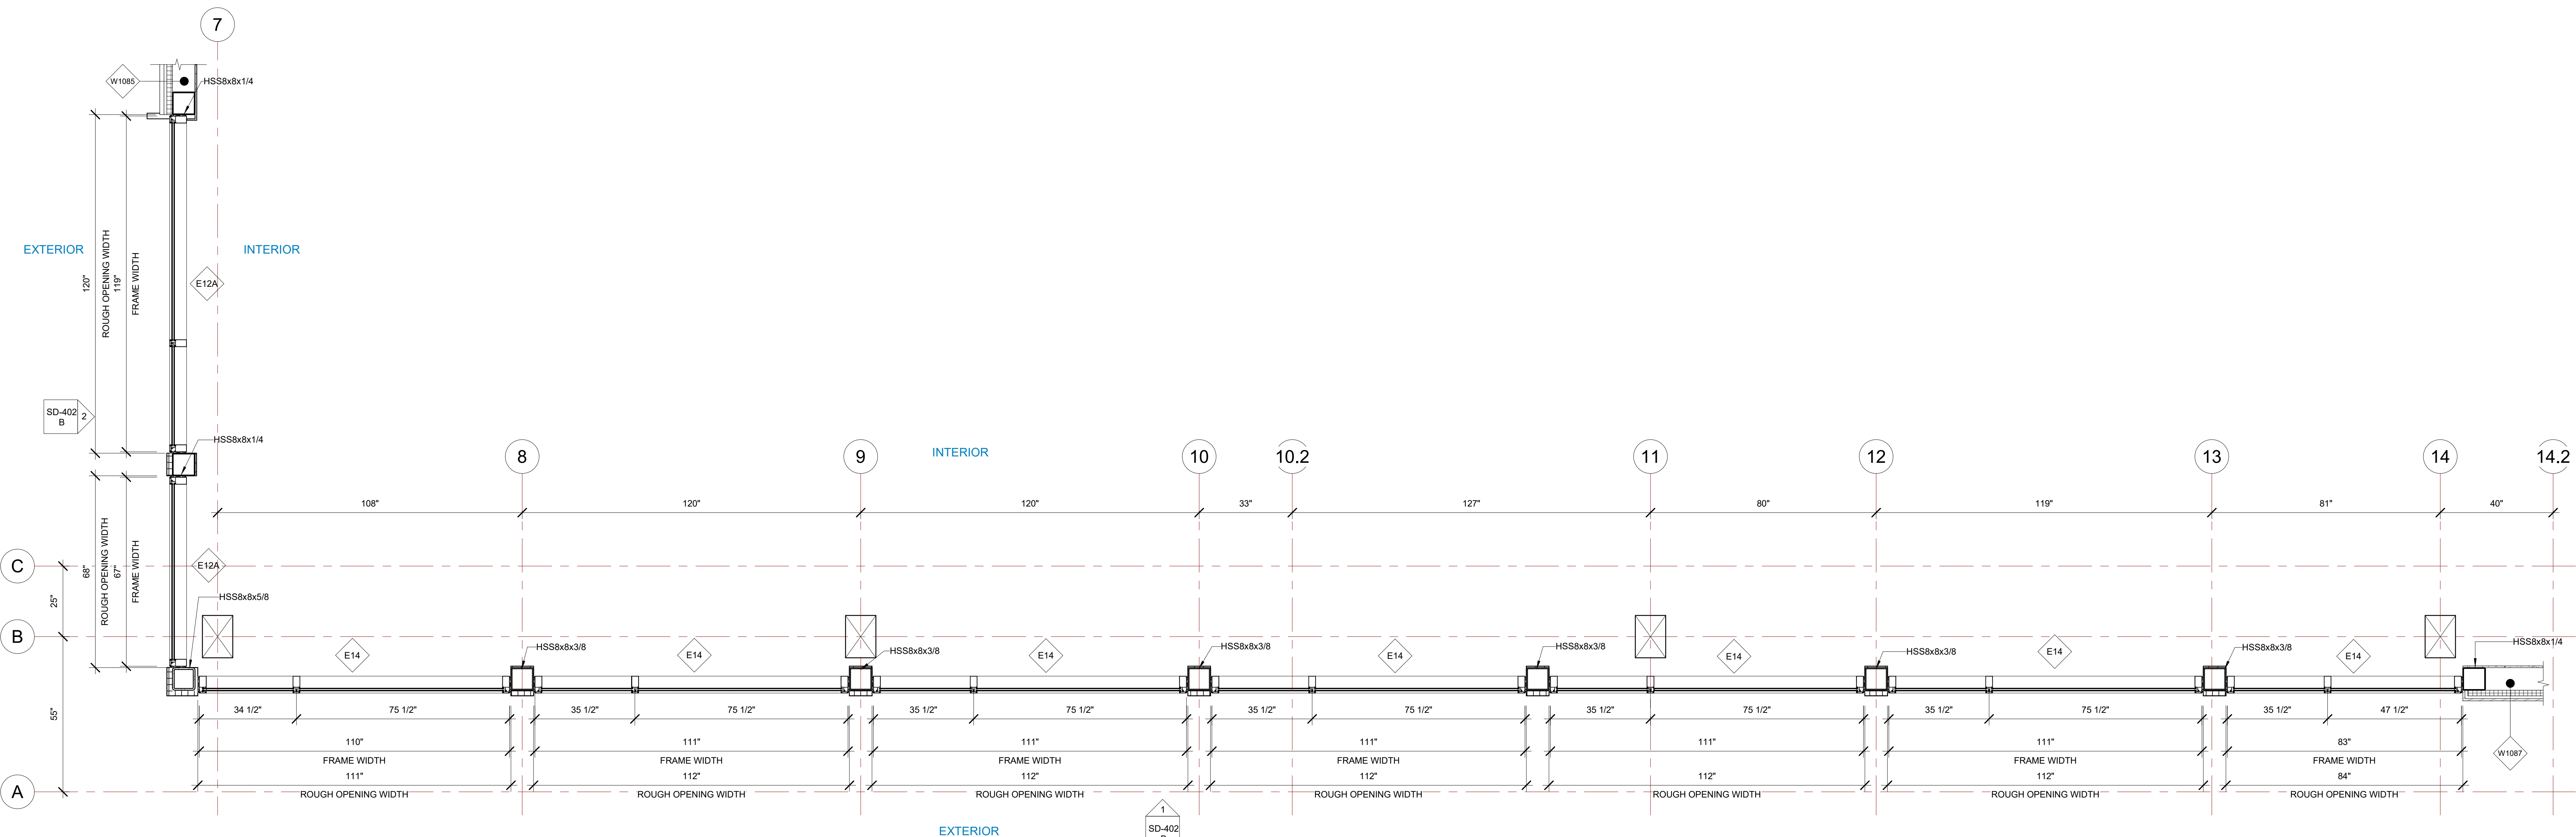 7
W1085
HSS8x8x1/4
EXTERIOR
INTERIOR
120"
ROUGH OPENING WIDTH
119"
FRAME WIDTH
E12A
SD-402
B
2
HSS8x8x1/4
INTERIOR
8
9
10
10.2
11
12
13
14
14.2
108"
120"
120"
33"
127"
80"
119"
81"
40"
68"
ROUGH OPENING WIDTH
67"
FRAME WIDTH
E12A
C
25"
HSS8x8x5/8
B
55"
E14
HSS8x8x3/8
E14
HSS8x8x3/8
E14
HSS8x8x3/8
E14
HSS8x8x3/8
E14
HSS8x8x3/8
E14
HSS8x8x3/8
E14
HSS8x8x1/4
34 1/2"
75 1/2"
35 1/2"
75 1/2"
35 1/2"
75 1/2"
35 1/2"
75 1/2"
35 1/2"
75 1/2"
35 1/2"
75 1/2"
35 1/2"
47 1/2"
110"
111"
111"
111"
111"
111"
83"
W1087
FRAME WIDTH
FRAME WIDTH
FRAME WIDTH
FRAME WIDTH
FRAME WIDTH
FRAME WIDTH
111"
112"
112"
112"
112"
112"
84"
A
ROUGH OPENING WIDTH
ROUGH OPENING WIDTH
ROUGH OPENING WIDTH
ROUGH OPENING WIDTH
ROUGH OPENING WIDTH
ROUGH OPENING WIDTH
ROUGH OPENING WIDTH
1
SD-402
EXTERIOR